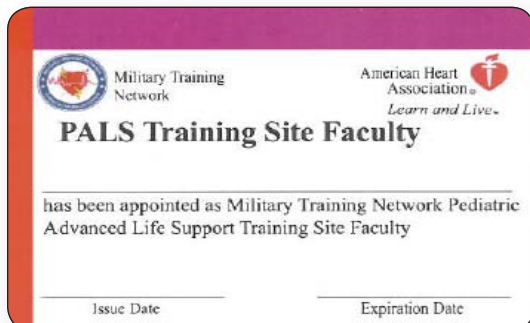 Military Training
Network
American Heart
Association®
Learn and Live℠
PALS Training Site Faculty
has been appointed as Military Training Network Pediatric
Advanced Life Support Training Site Faculty
Issue Date
Expiration Date